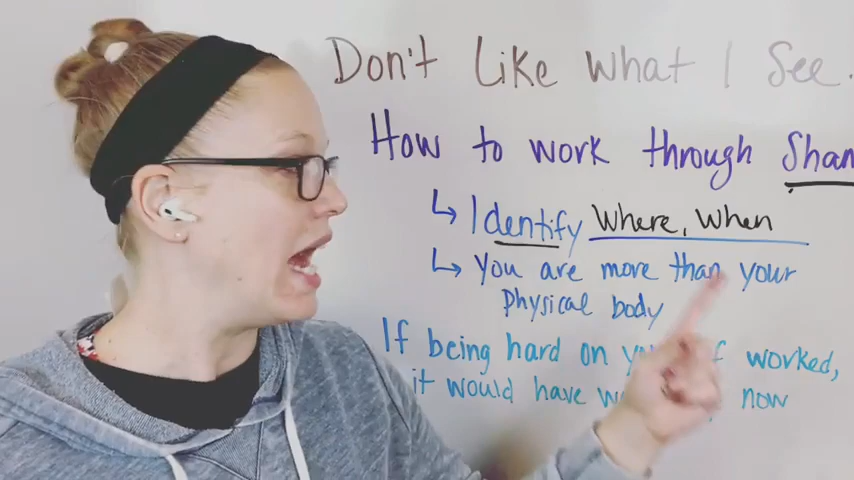 Don't Like What I See.
How to work through Sham
↳ Identify Where, When
↳ You are more than your
physical body
If being hard on worked,
it would have now